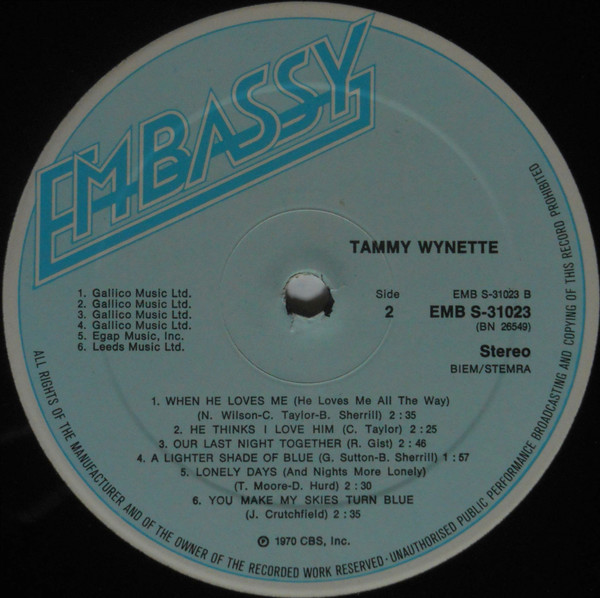 EMBASSY
TAMMY WYNETTE
1. Gallico Music Ltd.
2. Gallico Music Ltd.
3. Gallico Music Ltd.
4. Gallico Music Ltd.
5. Egap Music, Inc.
6. Leeds Music Ltd.
Side
2
EMB S-31023 B
EMB S-31023
(BN 26549)
Stereo
BIEM/STEMRA
1. WHEN HE LOVES ME (He Loves Me All The Way)
(N. Wilson-C. Taylor-B. Sherrill) 2 : 35
2. HE THINKS I LOVE HIM (C. Taylor) 2 : 25
3. OUR LAST NIGHT TOGETHER (R. Gist) 2 : 46
4. A LIGHTER SHADE OF BLUE (G. Sutton-B. Sherrill) 1 : 57
5. LONELY DAYS (And Nights More Lonely)
(T. Moore-D. Hurd) 2 : 30
6. YOU MAKE MY SKIES TURN BLUE
(J. Crutchfield) 2 : 35
℗ 1970 CBS, Inc.
ALL RIGHTS OF THE MANUFACTURER AND OF THE OWNER OF THE RECORDED WORK RESERVED · UNAUTHORISED PUBLIC PERFORMANCE BROADCASTING AND COPYING OF THIS RECORD PROHIBITED